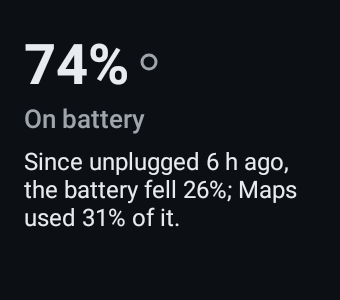 74%
On battery
Since unplugged 6 h ago,
the battery fell 26%; Maps
used 31% of it.